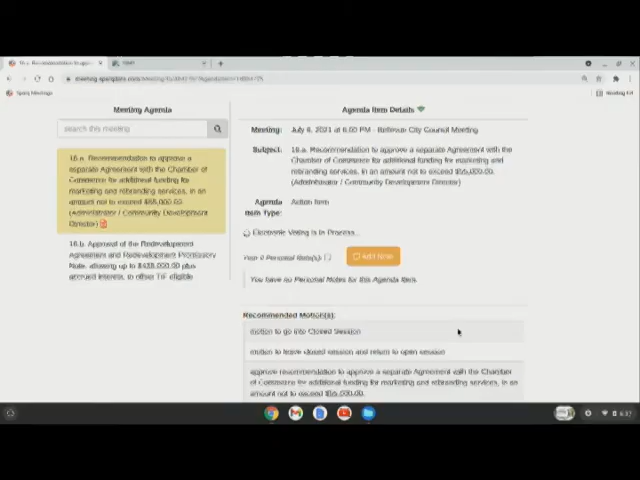 Meeting Agenda
search this meeting
16.a. Recommendation to approve a
separate Agreement with the Chamber of
Commerce for additional funding for
marketing and rebranding services, in an
amount not to exceed $55,000.00.
(Administrator / Community Development
Director)
16.b. Approval of the Redevelopment
Agreement and Redevelopment Promissory
Note, allowing up to plus
accrued interest, to offset TIF eligible
Agenda Item Details
Meeting: July 6, 2021 at 6:00 PM - Bellevue City Council Meeting
Subject: 16.a. Recommendation to approve a separate Agreement with the
Chamber of Commerce for additional funding for marketing and
rebranding services, in an amount not to exceed $55,000.00.
(Administrator / Community Development Director)
Agenda
Item Type: Action Item
Electronic Voting is in Process..
Your 0 Personal Note(s):
Add Note
You have no Personal Notes for this Agenda Item.
Recommended Motion(s):
motion to go into Closed Session
motion to leave closed session and return to open session
approve recommendation to approve a separate Agreement with the Chamber
of Commerce for additional funding for marketing and rebranding services, in an
amount not to exceed $55,000.00.
6:37